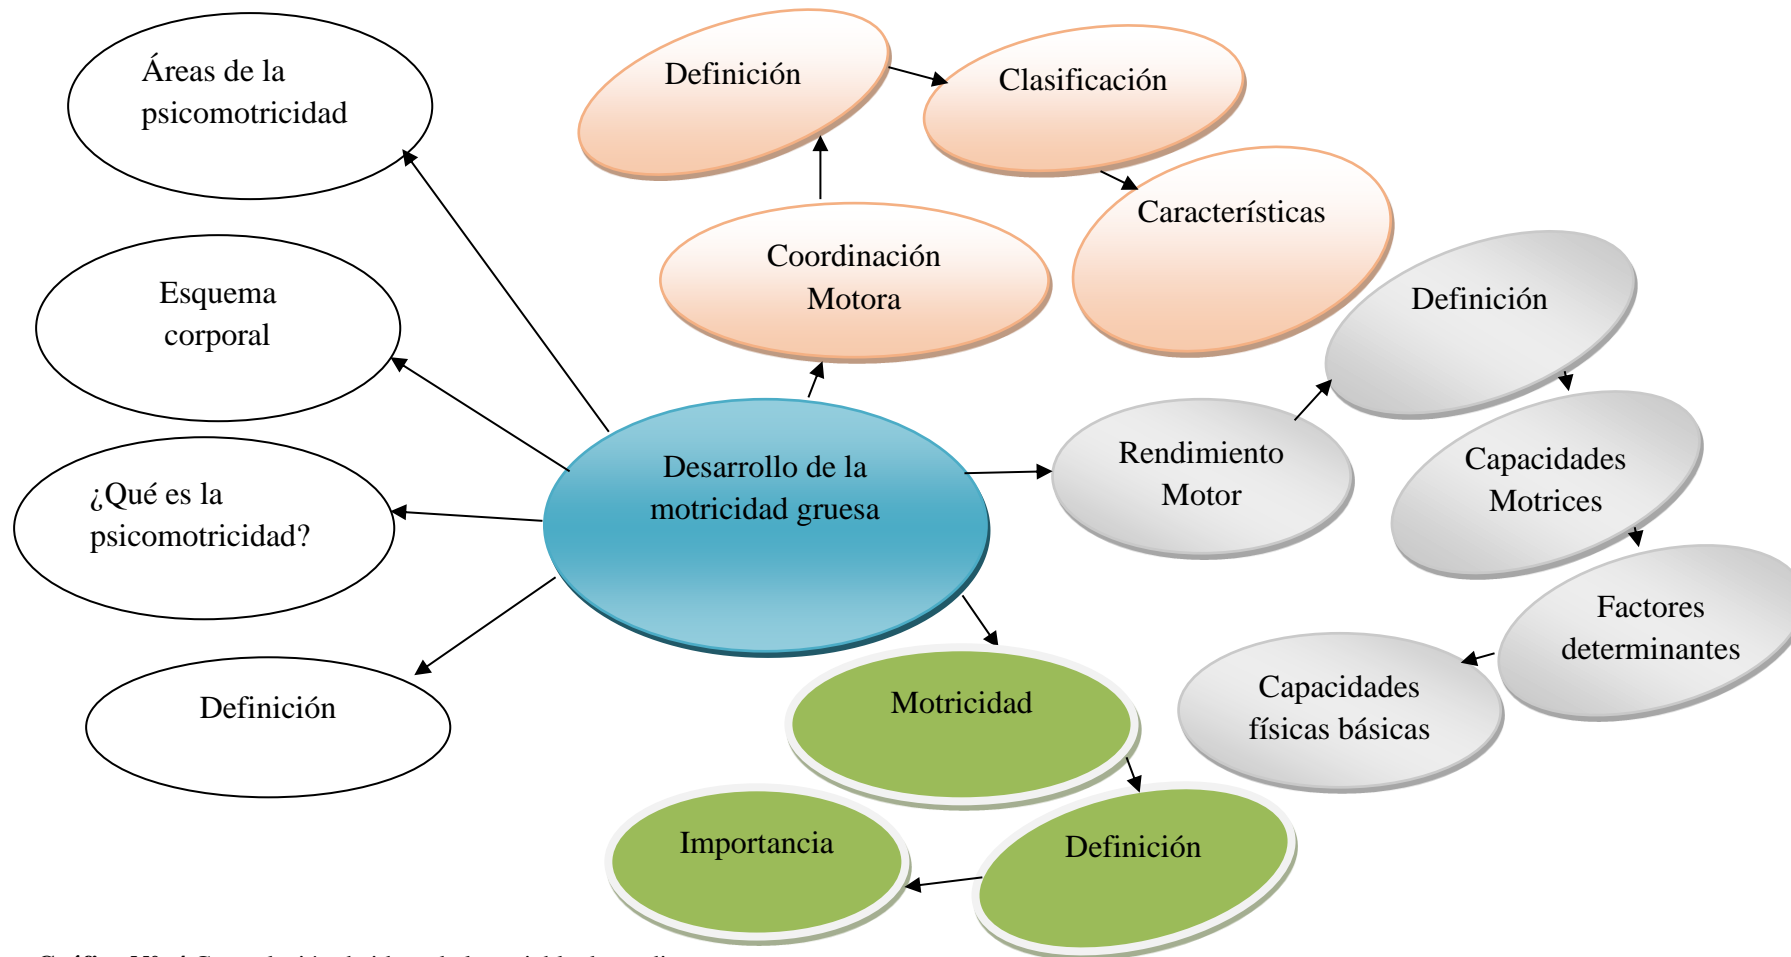 Áreas de la
psicomotricidad
Definición
Clasificación
Características
Coordinación
Motora
Esquema
corporal
Definición
Rendimiento
Motor
Capacidades
Motrices
Desarrollo de la
motricidad gruesa
¿Qué es la
psicomotricidad?
Factores
determinantes
Capacidades
físicas básicas
Definición
Motricidad
Importancia
Definición